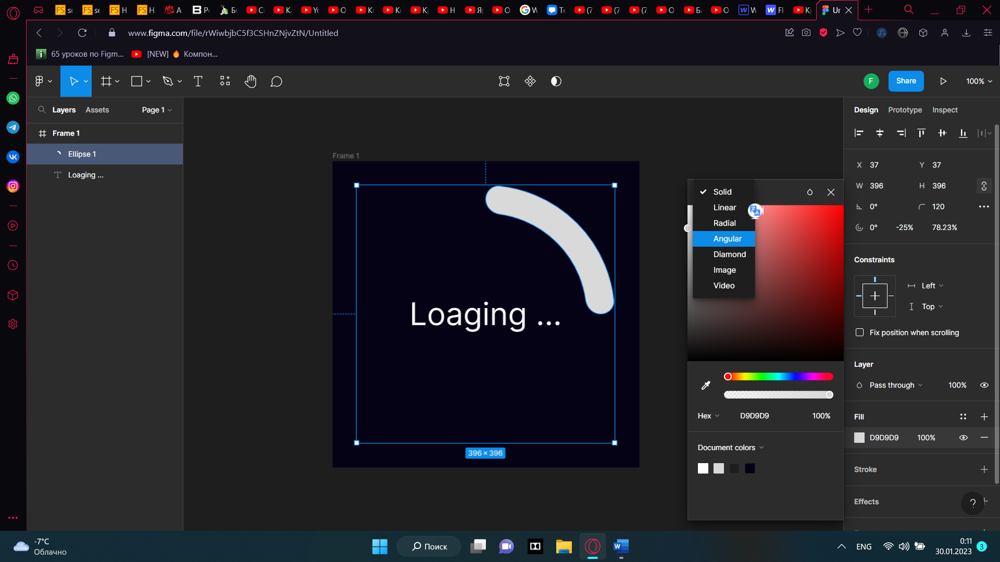 Ur
www.figma.com/file/rWiwbjbC5f3CSHnZNjvZtN/Untitled
65 уроков по Figm...
[NEW] 🔥 Компон...
F
Share
100%
Layers
Assets
Page 1
Design
Prototype
Inspect
Frame 1
Ellipse 1
Loaging ...
Frame 1
Loaging ...
396 × 396
Solid
Linear
Radial
Angular
Diamond
Image
Video
Hex
D9D9D9
100%
Document colors
X 37
Y 37
W 396
H 396
0°
120
0°
-25%
78.23%
Constraints
Left
Top
Fix position when scrolling
Layer
Pass through
100%
Fill
D9D9D9
100%
Stroke
Effects
?
-7°C
Облачно
Поиск
ENG
0:11
30.01.2023
3